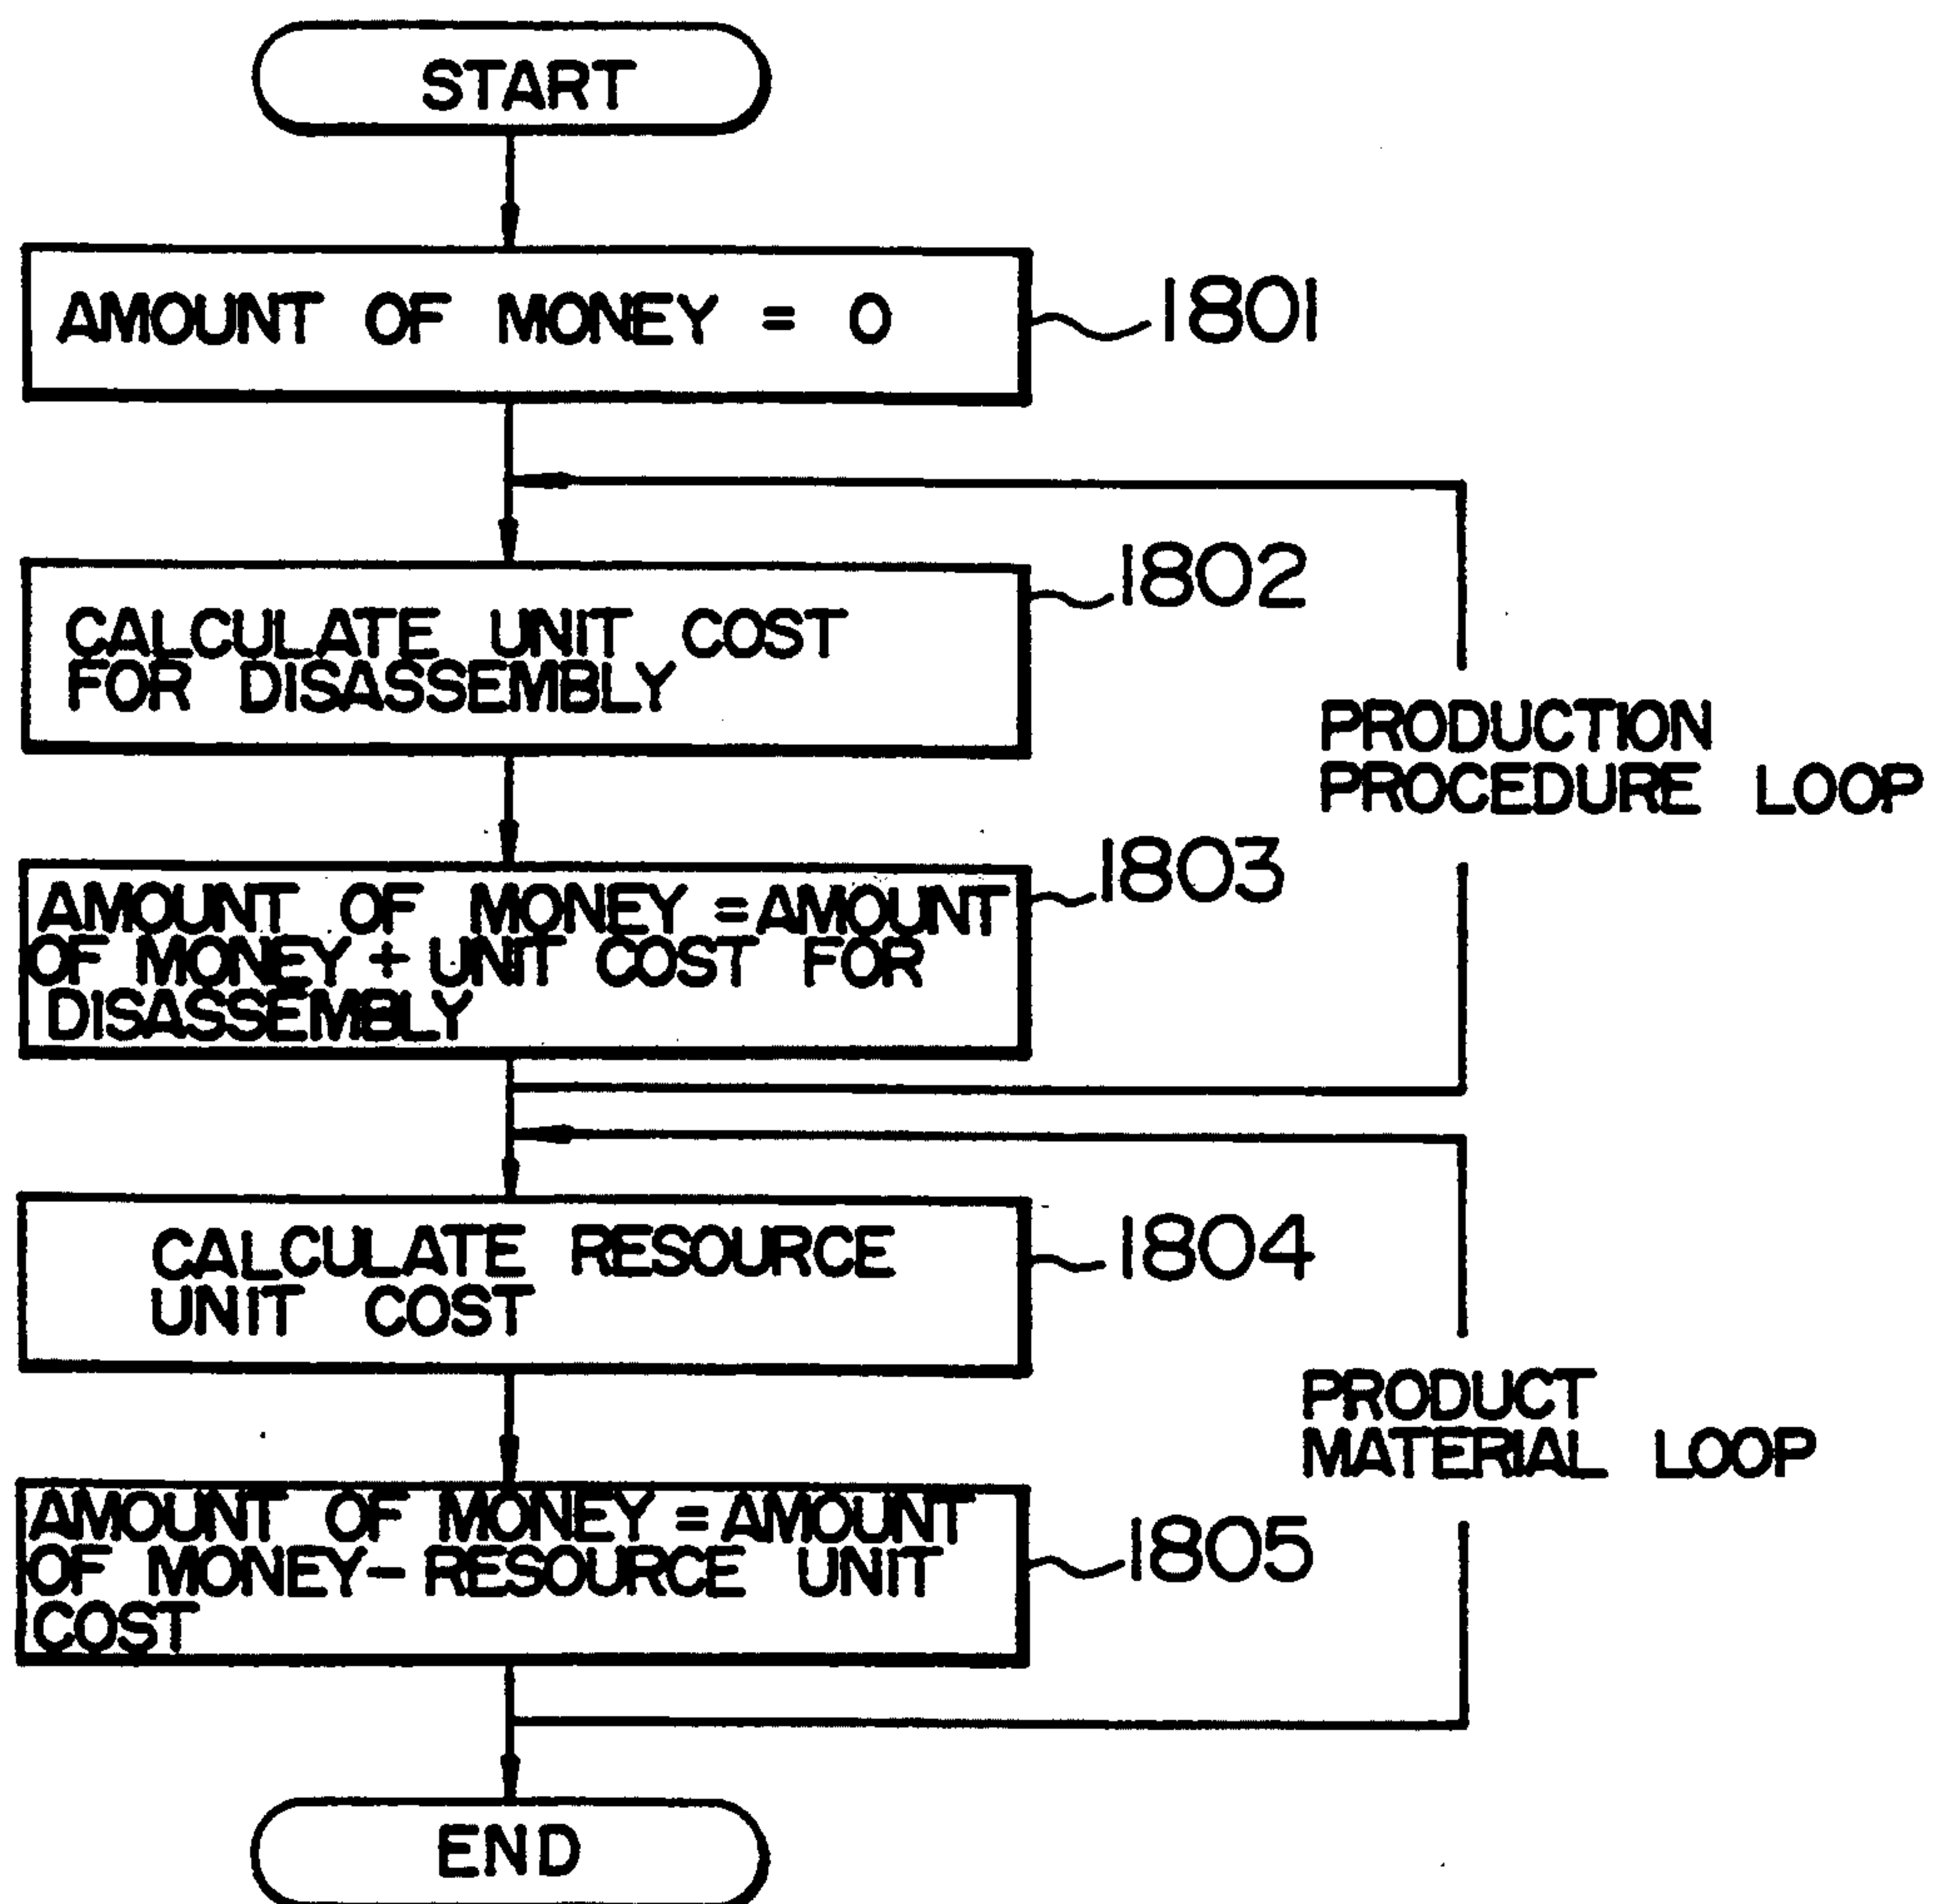 START
AMOUNT OF MONEY = 0
1801
1802
CALCULATE UNIT COST
FOR DISASSEMBLY
PRODUCTION
PROCEDURE LOOP
1803
AMOUNT OF MONEY = AMOUNT
OF MONEY + UNIT COST FOR
DISASSEMBLY
CALCULATE RESOURCE
UNIT COST
1804
PRODUCT
MATERIAL LOOP
AMOUNT OF MONEY = AMOUNT
OF MONEY - RESOURCE UNIT
COST
1805
END